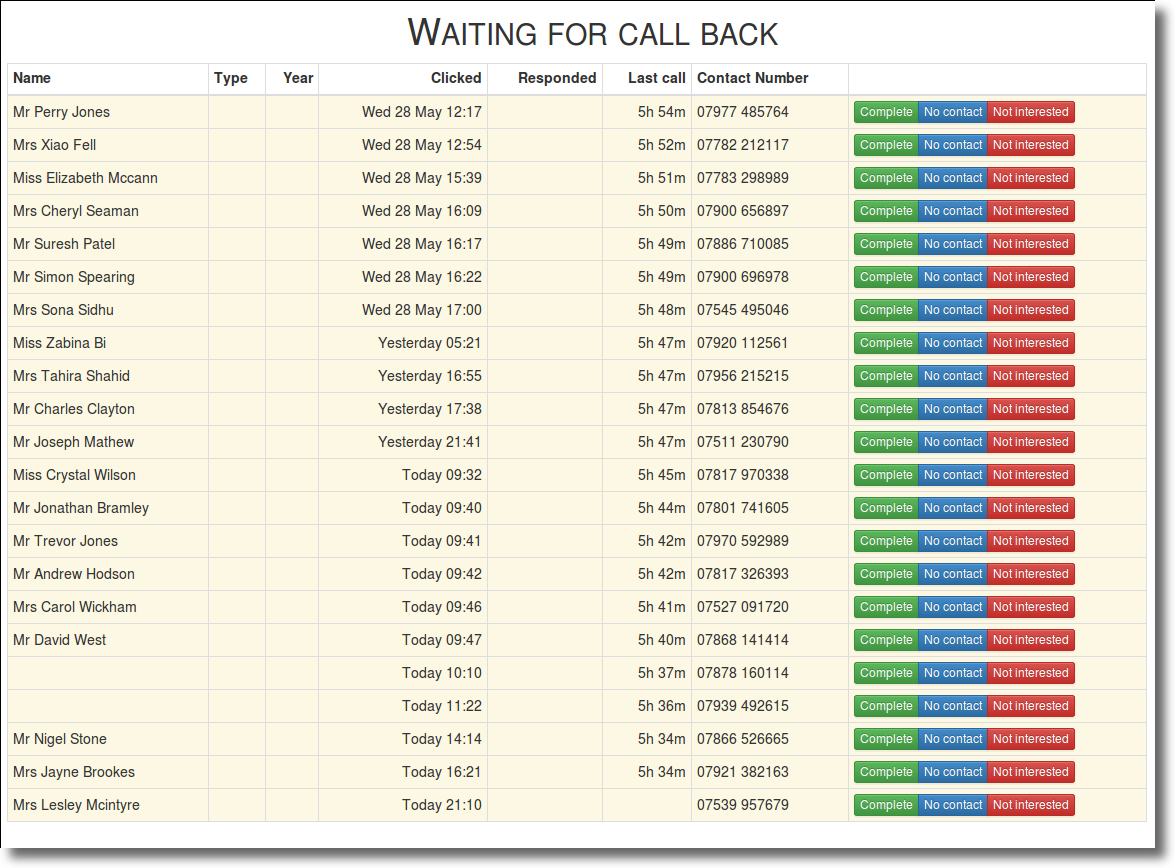 WAITING FOR CALL BACK
Name Type Year Clicked Responded Last call Contact Number
Mr Perry Jones Wed 28 May 12:17 5h 54m 07977 485764 Complete No contact Not interested
Mrs Xiao Fell Wed 28 May 12:54 5h 52m 07782 212117 Complete No contact Not interested
Miss Elizabeth Mccann Wed 28 May 15:39 5h 51m 07783 298989 Complete No contact Not interested
Mrs Cheryl Seaman Wed 28 May 16:09 5h 50m 07900 656897 Complete No contact Not interested
Mr Suresh Patel Wed 28 May 16:17 5h 49m 07886 710085 Complete No contact Not interested
Mr Simon Spearing Wed 28 May 16:22 5h 49m 07900 696978 Complete No contact Not interested
Mrs Sona Sidhu Wed 28 May 17:00 5h 48m 07545 495046 Complete No contact Not interested
Miss Zabina Bi Yesterday 05:21 5h 47m 07920 112561 Complete No contact Not interested
Mrs Tahira Shahid Yesterday 16:55 5h 47m 07956 215215 Complete No contact Not interested
Mr Charles Clayton Yesterday 17:38 5h 47m 07813 854676 Complete No contact Not interested
Mr Joseph Mathew Yesterday 21:41 5h 47m 07511 230790 Complete No contact Not interested
Miss Crystal Wilson Today 09:32 5h 45m 07817 970338 Complete No contact Not interested
Mr Jonathan Bramley Today 09:40 5h 44m 07801 741605 Complete No contact Not interested
Mr Trevor Jones Today 09:41 5h 42m 07970 592989 Complete No contact Not interested
Mr Andrew Hodson Today 09:42 5h 42m 07817 326393 Complete No contact Not interested
Mrs Carol Wickham Today 09:46 5h 41m 07527 091720 Complete No contact Not interested
Mr David West Today 09:47 5h 40m 07868 141414 Complete No contact Not interested
Today 10:10 5h 37m 07878 160114 Complete No contact Not interested
Today 11:22 5h 36m 07939 492615 Complete No contact Not interested
Mr Nigel Stone Today 14:14 5h 34m 07866 526665 Complete No contact Not interested
Mrs Jayne Brookes Today 16:21 5h 34m 07921 382163 Complete No contact Not interested
Mrs Lesley Mcintyre Today 21:10 07539 957679 Complete No contact Not interested